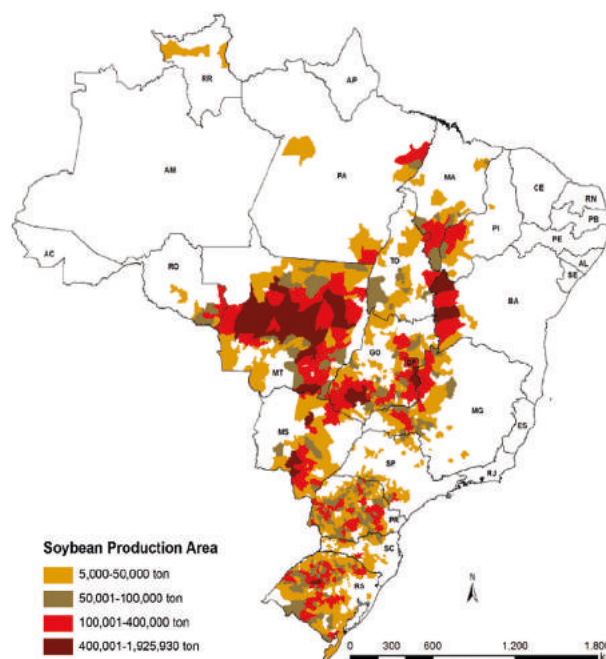 RR
AP
AM
PA
MA
CE
RN
PB
PE
AL
SE
PI
AC
RO
TO
BA
MT
GO
DF
MG
ES
MS
SP
RJ
PR
SC
RS
Soybean Production Area
5,000-50,000 ton
50,001-100,000 ton
100,001-400,000 ton
400,001-1,925,930 ton
N
0 300 600 1.200 1.80